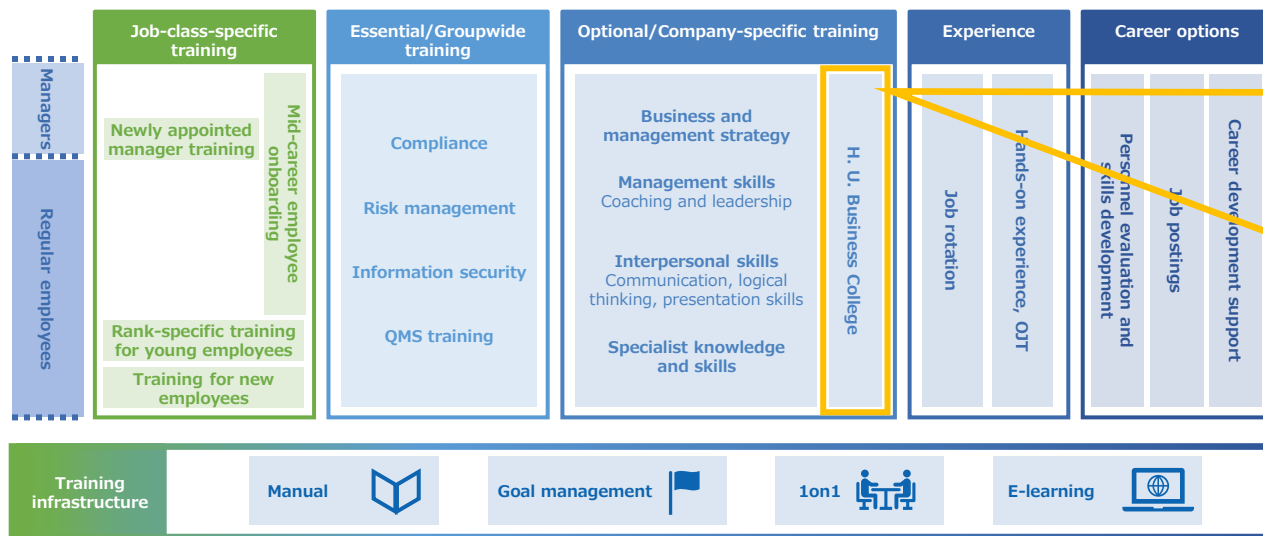 Job-class-specific
training
Essential/Groupwide
training
Optional/Company-specific training
Experience
Career options
Managers
Regular employees
Newly appointed
manager training
Mid-career employee
onboarding
Rank-specific training
for young employees
Training for new
employees
Compliance
Risk management
Information security
QMS training
Business and
management strategy
Management skills
Coaching and leadership
Interpersonal skills
Communication, logical
thinking, presentation skills
Specialist knowledge
and skills
H. U. Business College
Job rotation
Hands-on experience, OJT
Personnel evaluation and
skills development
Job postings
Career development support
Training
infrastructure
Manual
Goal management
1on1
E-learning